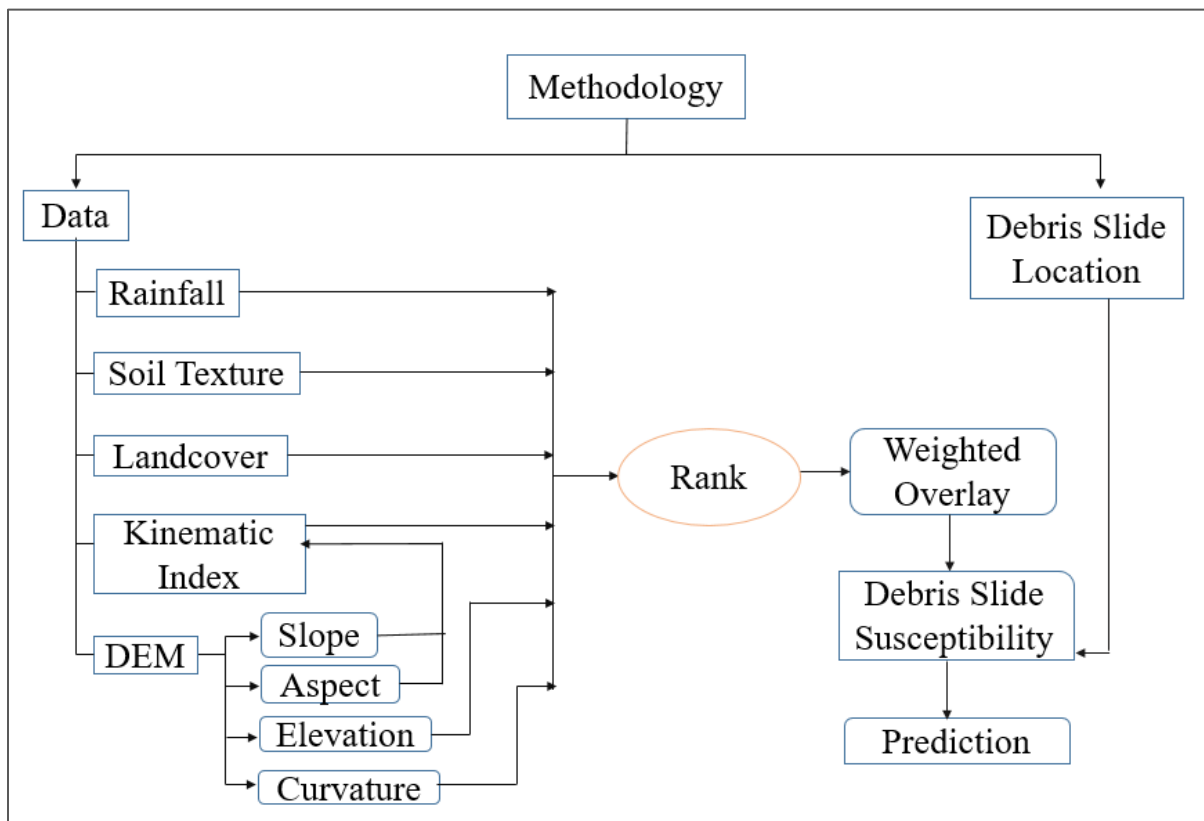 Methodology
Data
Debris Slide
Location
Rainfall
Soil Texture
Landcover
Kinematic
Index
DEM
Slope
Aspect
Elevation
Curvature
Rank
Weighted
Overlay
Debris Slide
Susceptibility
Prediction